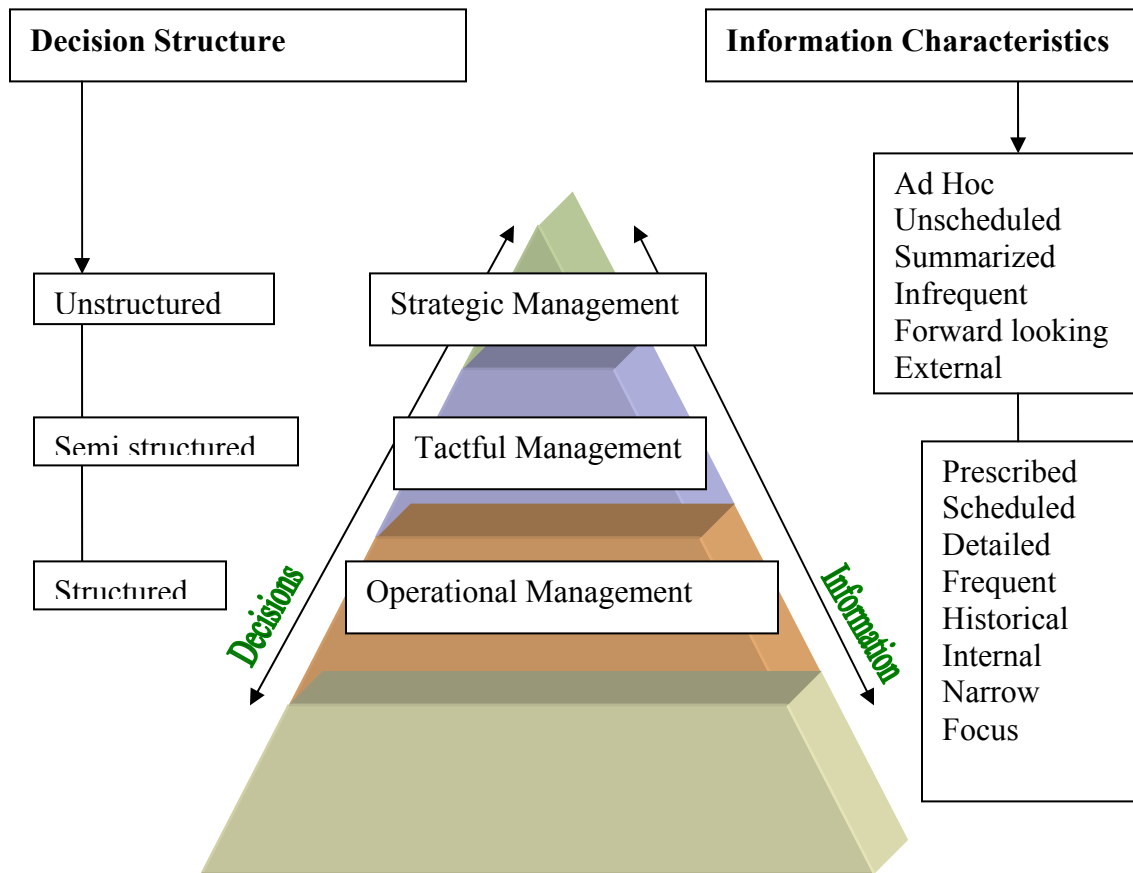 Decision Structure
Information Characteristics
Ad Hoc
Unscheduled
Summarized
Infrequent
Forward looking
External
Unstructured
Strategic Management
Semi structured
Tactful Management
Prescribed
Scheduled
Detailed
Frequent
Historical
Internal
Narrow
Focus
Structured
Operational Management
Decisions
Information